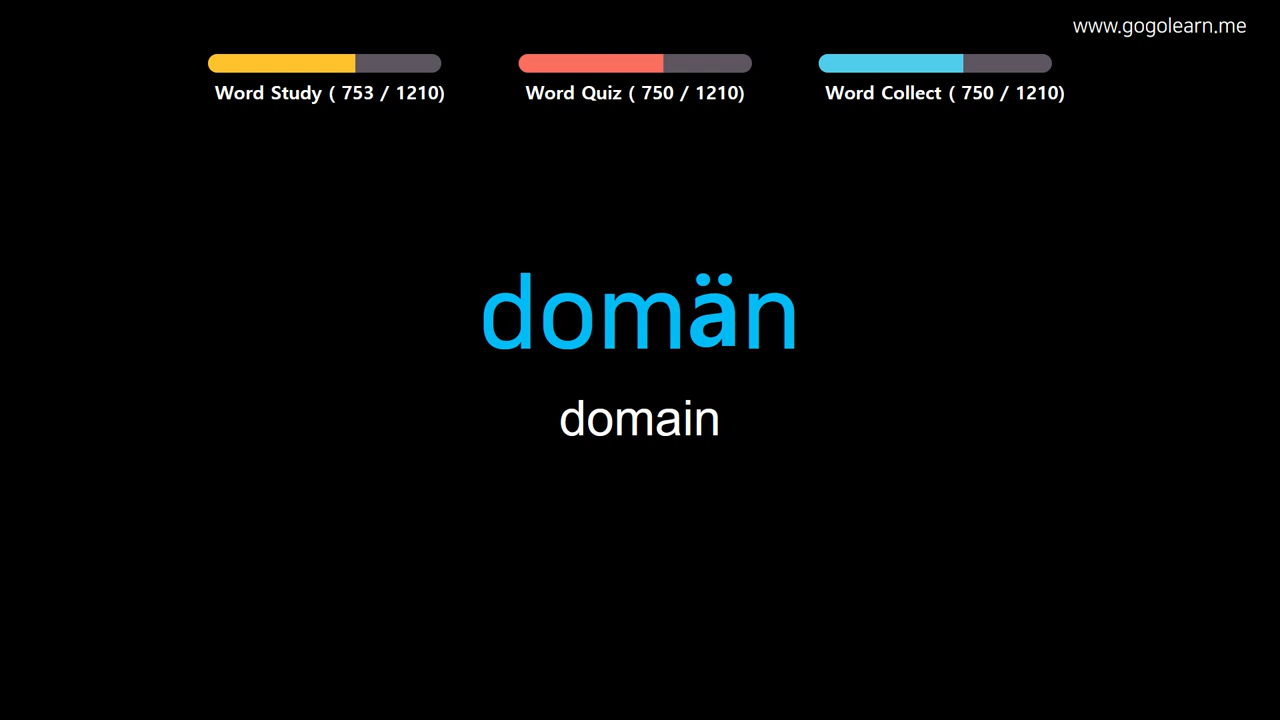 www.gogolearn.me
Word Study ( 753 / 1210)
Word Quiz ( 750 / 1210)
Word Collect ( 750 / 1210)
domän
domain